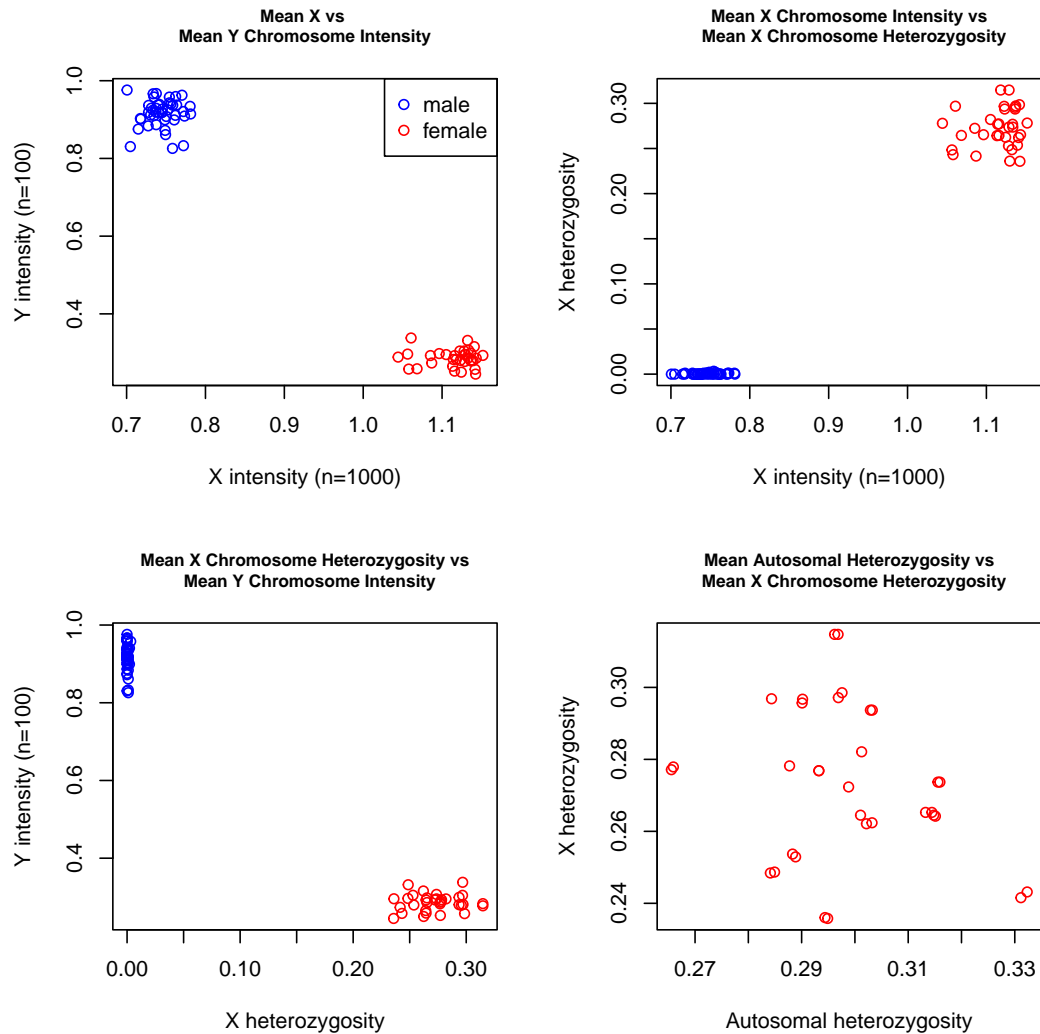 Mean X vs
Mean Y Chromosome Intensity
Y intensity (n=100)
1.0
0.8
0.6
0.4
male
female
0.7 0.8 0.9 1.0 1.1
X intensity (n=1000)
Mean X Chromosome Intensity vs
Mean X Chromosome Heterozygosity
X heterozygosity
0.30
0.20
0.10
0.00
0.7 0.8 0.9 1.0 1.1
X intensity (n=1000)
Mean X Chromosome Heterozygosity vs
Mean Y Chromosome Intensity
Y intensity (n=100)
1.0
0.8
0.6
0.4
0.00 0.10 0.20 0.30
X heterozygosity
Mean Autosomal Heterozygosity vs
Mean X Chromosome Heterozygosity
X heterozygosity
0.30
0.28
0.26
0.24
0.27 0.29 0.31 0.33
Autosomal heterozygosity